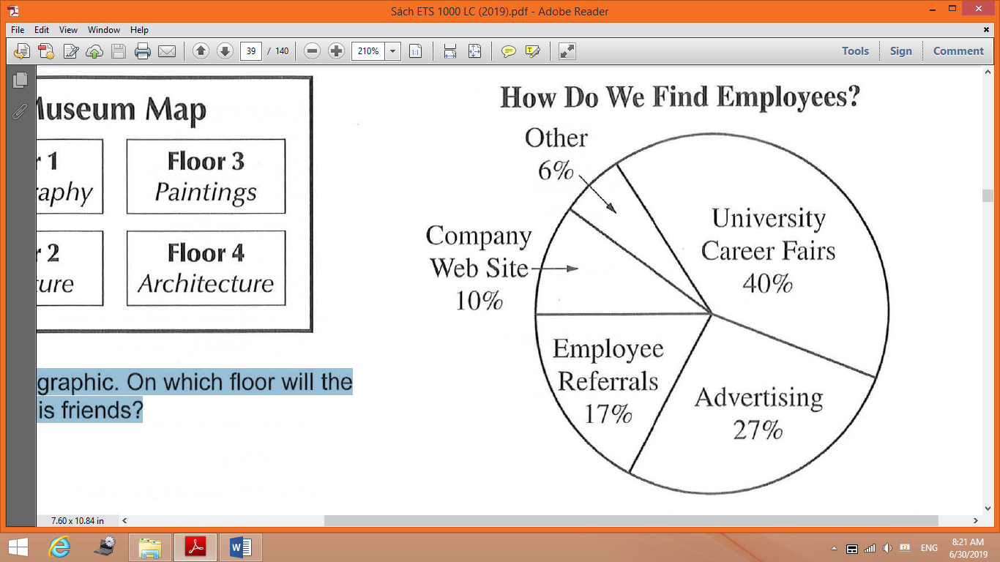 Sách ETS 1000 LC (2019).pdf - Adobe Reader
File Edit View Window Help
39 / 140
210%
Tools Sign Comment
Museum Map
Floor 3
Paintings
2
Floor 4
Architecture
graphic. On which floor will the
is friends?
How Do We Find Employees?
Other
6%
University
Career Fairs
40%
Company
Web Site
10%
Employee
Referrals
17%
Advertising
27%
7.60 x 10.84 in
ENG
8:21 AM
6/30/2019